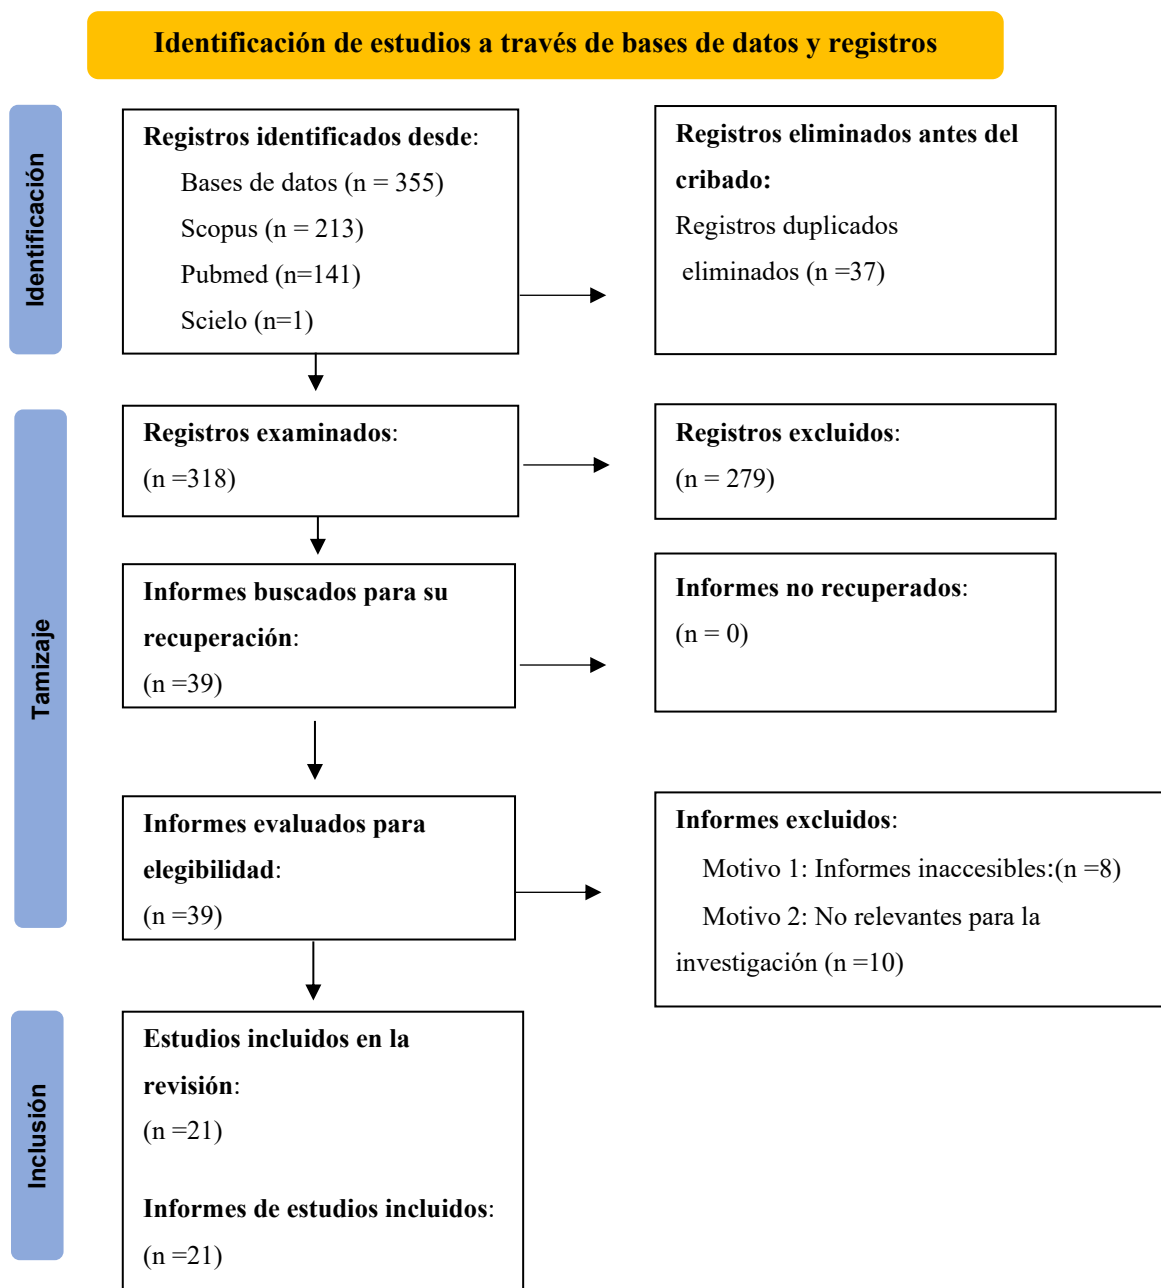 Identificación de estudios a través de bases de datos y registros
Identificación
Registros identificados desde:
Bases de datos (n = 355)
Scopus (n = 213)
Pubmed (n=141)
Scielo (n=1)
Registros eliminados antes del
cribado:
Registros duplicados
eliminados (n =37)
Tamizaje
Registros examinados:
(n =318)
Registros excluidos:
(n = 279)
Informes buscados para su
recuperación:
(n =39)
Informes no recuperados:
(n = 0)
Informes evaluados para
elegibilidad:
(n =39)
Informes excluidos:
Motivo 1: Informes inaccesibles:(n =8)
Motivo 2: No relevantes para la
investigación (n =10)
Inclusión
Estudios incluidos en la
revisión:
(n =21)
Informes de estudios incluidos:
(n =21)